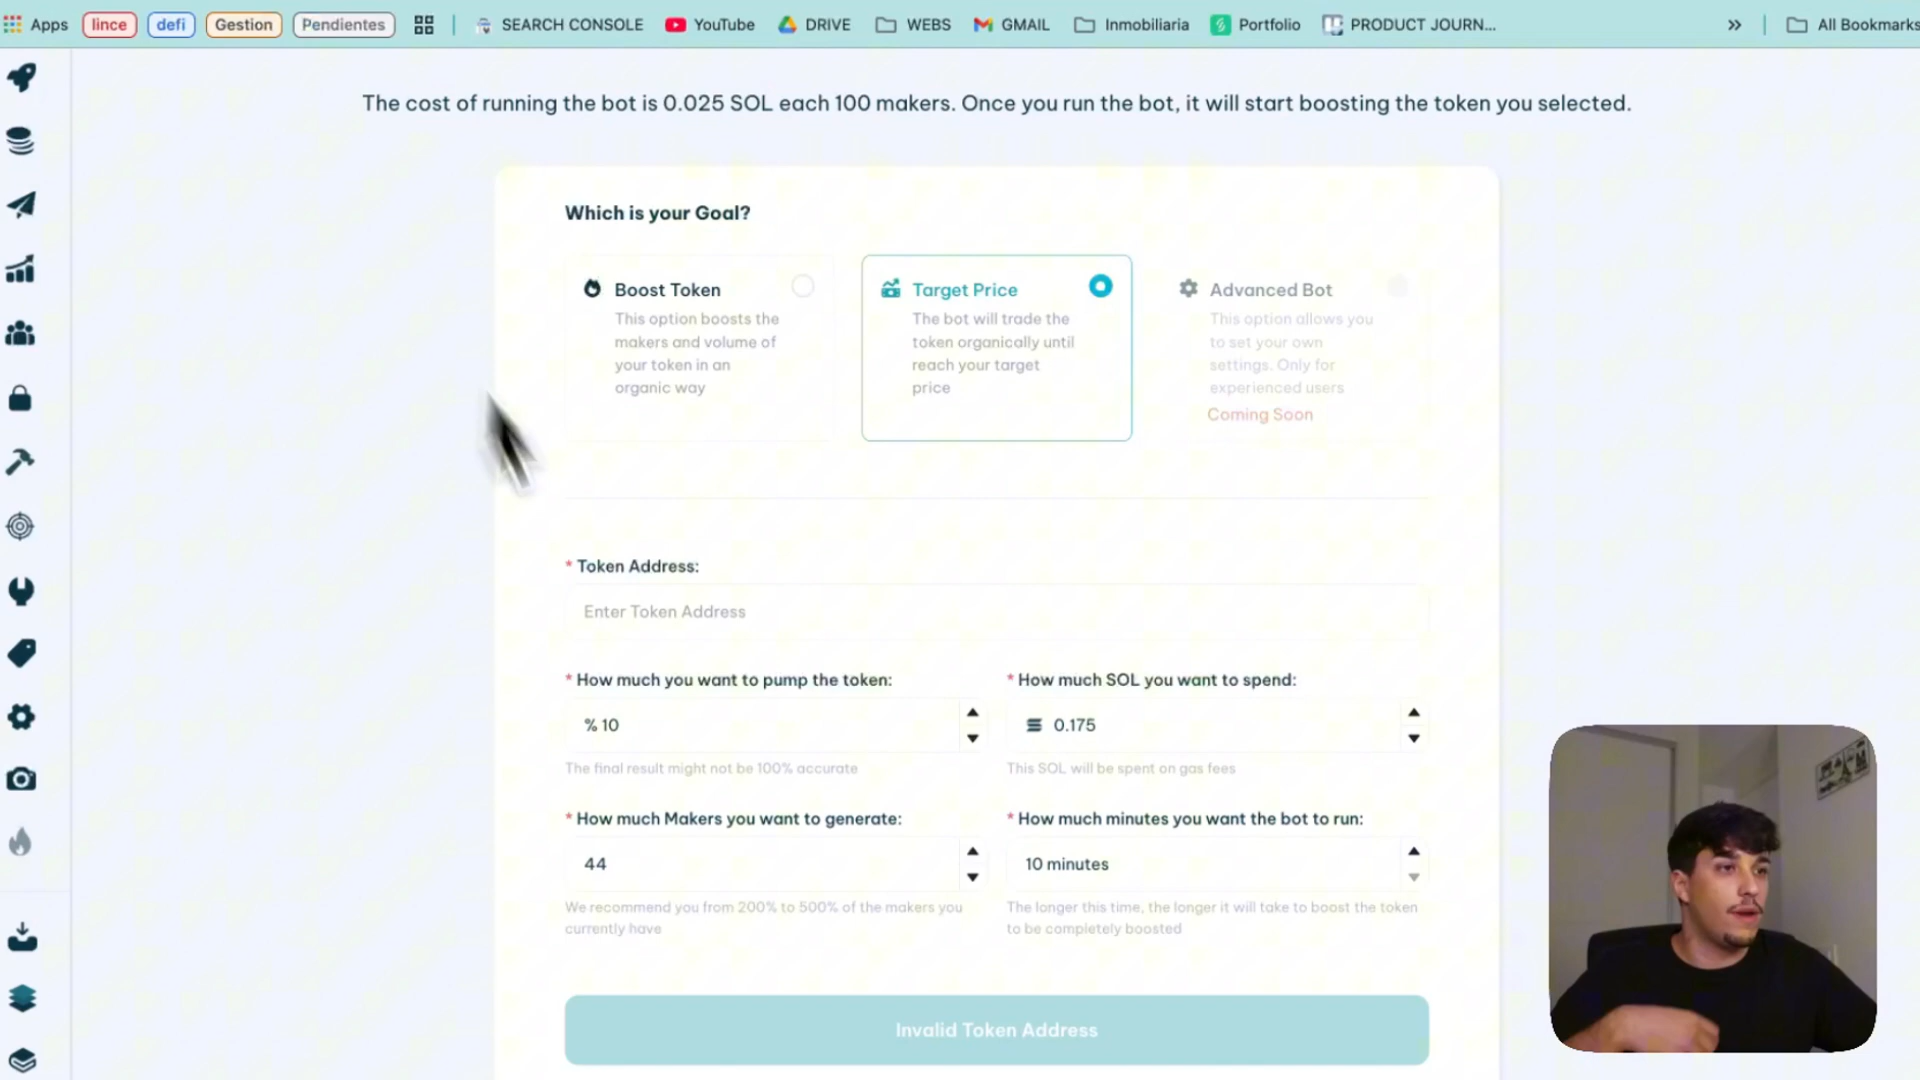 Apps lince defi Gestion Pendientes SEARCH CONSOLE YouTube DRIVE WEBS GMAIL Inmobiliaria Portfolio PRODUCT JOURN... » All Bookmarks
The cost of running the bot is 0.025 SOL each 100 makers. Once you run the bot, it will start boosting the token you selected.
Which is your Goal?
Boost Token
This option boosts the
makers and volume of
your token in an
organic way
Target Price
The bot will trade the
token organically until
reach your target
price
Advanced Bot
This option allows you
to set your own
settings. Only for
experienced users
Coming Soon
* Token Address:
Enter Token Address
* How much you want to pump the token:
% 10
The final result might not be 100% accurate
* How much SOL you want to spend:
0.175
This SOL will be spent on gas fees
* How much Makers you want to generate:
44
We recommend you from 200% to 500% of the makers you
currently have
* How much minutes you want the bot to run:
10 minutes
The longer this time, the longer it will take to boost the token
to be completely boosted
Invalid Token Address